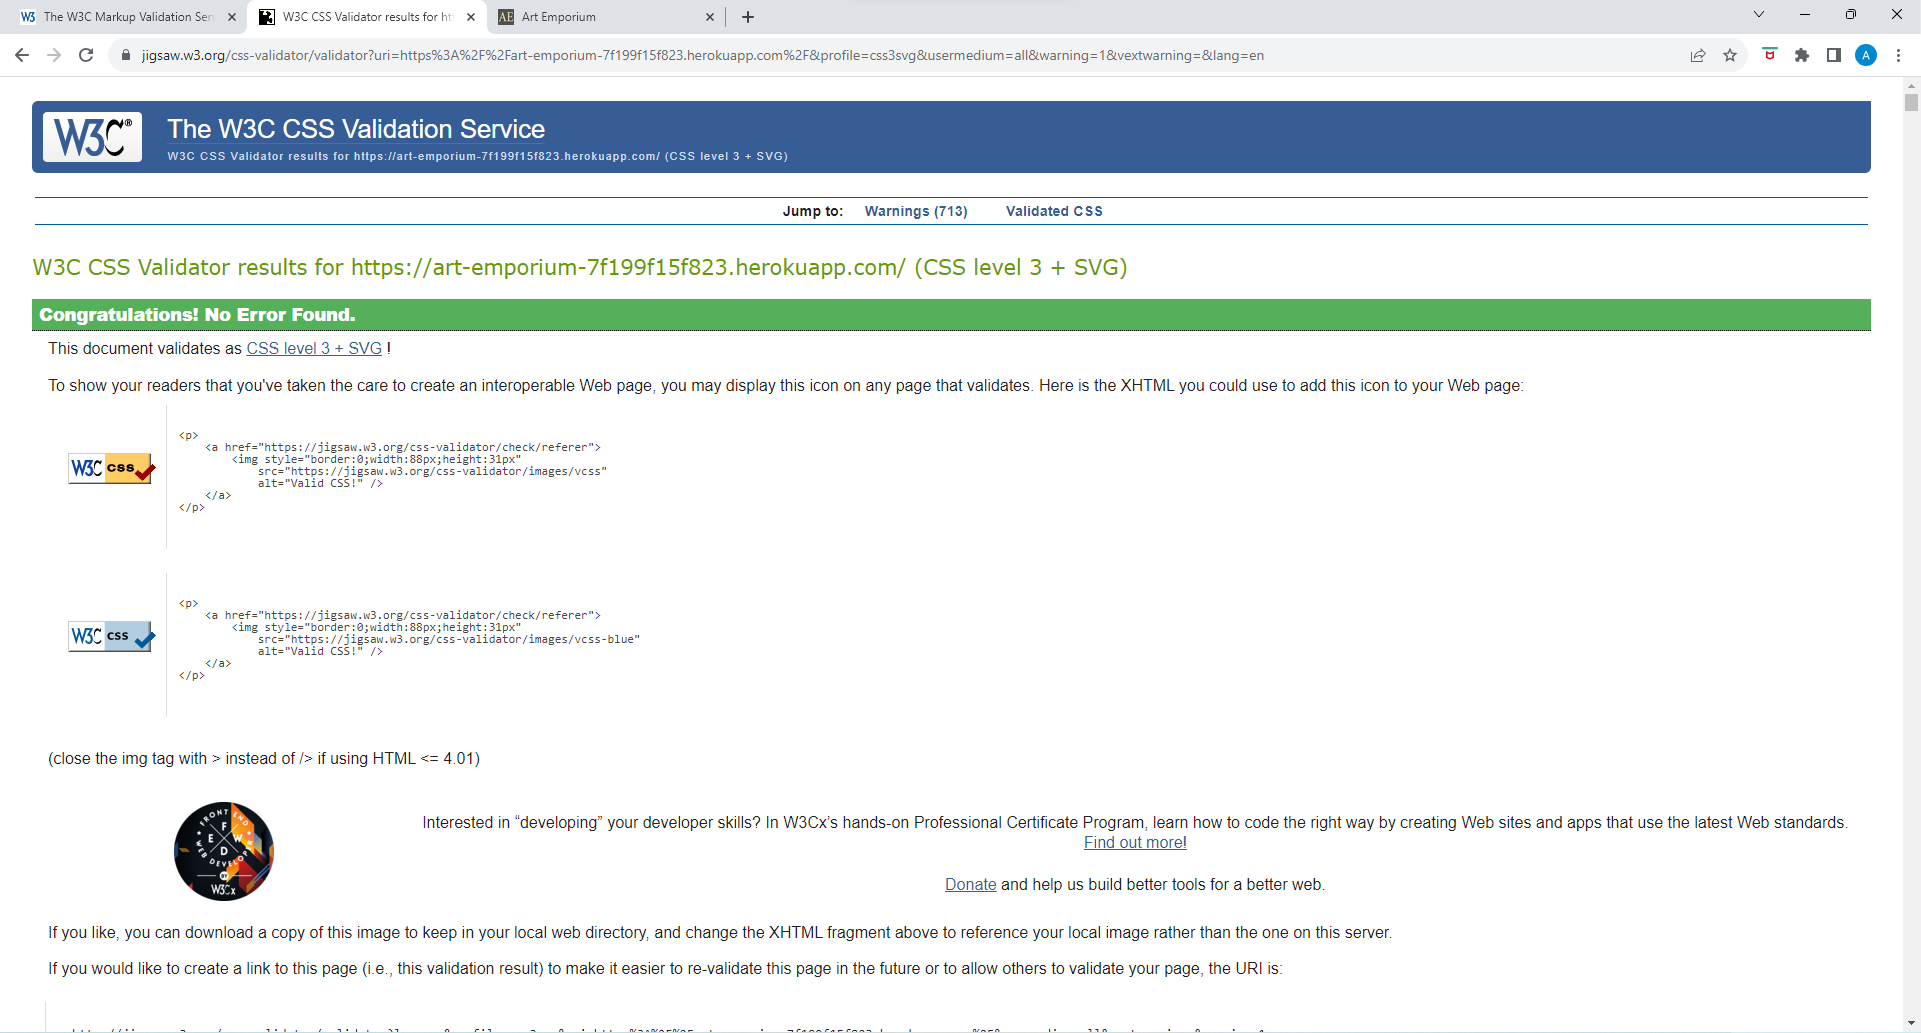 The W3C Markup Validation Ser
W3C CSS Validator results for htt
Art Emporium
jigsaw.w3.org/css-validator/validator?uri=https%3A%2F%2Fart-emporium-7f199f15f823.herokuapp.com%2F&profile=css3svg&usermedium=all&warning=1&vextwarning=&lang=en
A
W3C® The W3C CSS Validation Service
W3C CSS Validator results for https://art-emporium-7f199f15f823.herokuapp.com/ (CSS level 3 + SVG)
Jump to: Warnings (713) Validated CSS
W3C CSS Validator results for https://art-emporium-7f199f15f823.herokuapp.com/ (CSS level 3 + SVG)
Congratulations! No Error Found.
This document validates as CSS level 3 + SVG !
To show your readers that you've taken the care to create an interoperable Web page, you may display this icon on any page that validates. Here is the XHTML you could use to add this icon to your Web page:
W3C css
<p>
<a href="https://jigsaw.w3.org/css-validator/check/referer">
<img style="border:0;width:88px;height:31px"
src="https://jigsaw.w3.org/css-validator/images/vcss"
alt="Valid CSS!" />
</a>
</p>
W3C css
<p>
<a href="https://jigsaw.w3.org/css-validator/check/referer">
<img style="border:0;width:88px;height:31px"
src="https://jigsaw.w3.org/css-validator/images/vcss-blue"
alt="Valid CSS!" />
</a>
</p>
(close the img tag with > instead of /> if using HTML <= 4.01)
FRONT END
F
E W
D
WEB DEVELOPER
BY
W3Cx
Interested in “developing” your developer skills? In W3Cx’s hands-on Professional Certificate Program, learn how to code the right way by creating Web sites and apps that use the latest Web standards.
Find out more!
Donate and help us build better tools for a better web.
If you like, you can download a copy of this image to keep in your local web directory, and change the XHTML fragment above to reference your local image rather than the one on this server.
If you would like to create a link to this page (i.e., this validation result) to make it easier to re-validate this page in the future or to allow others to validate your page, the URI is: